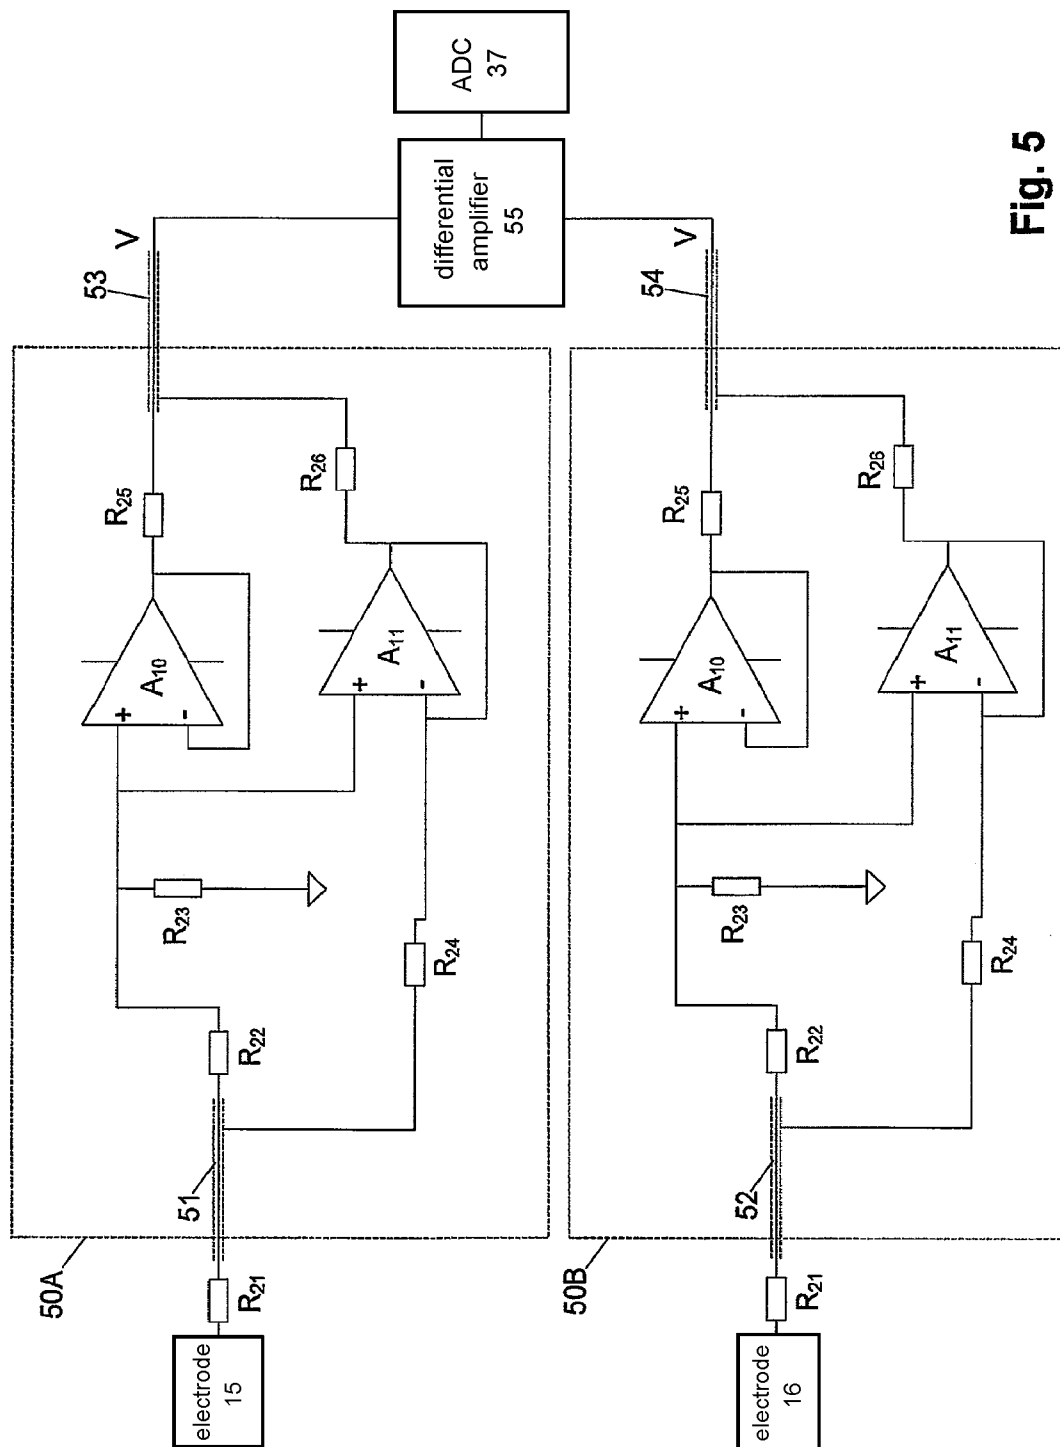 50A
electrode
15
R21
51
R22
R24
R23
+
-
A10
+
-
A11
R25
R26
53
V
50B
electrode
16
R21
52
R22
R24
R23
+
-
A10
+
-
A11
R25
R26
54
V
differential
amplifier
55
ADC
37
Fig. 5